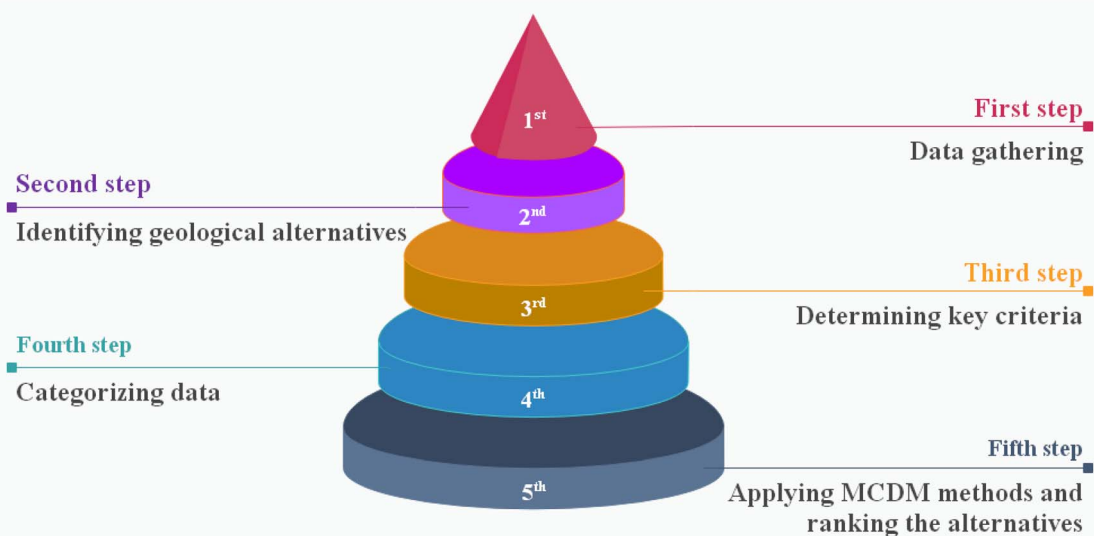 1st
First step
Data gathering
Second step
2nd
Identifying geological alternatives
Third step
3rd
Determining key criteria
Fourth step
Categorizing data
4th
Fifth step
5th
Applying MCDM methods and
ranking the alternatives